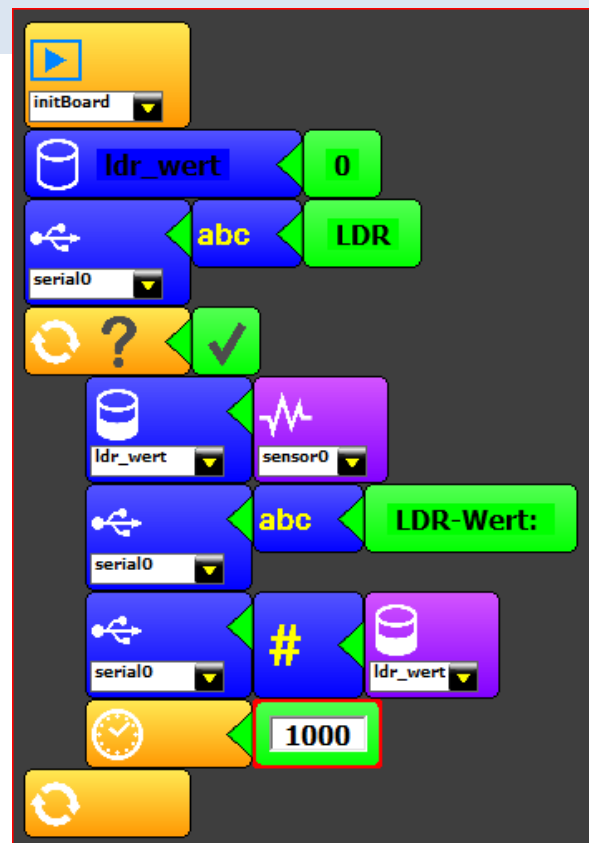 initBoard
ldr_wert 0
abc LDR
serial0
?
ldr_wert sensor0
abc LDR-Wert:
serial0
#
serial0 ldr_wert
1000